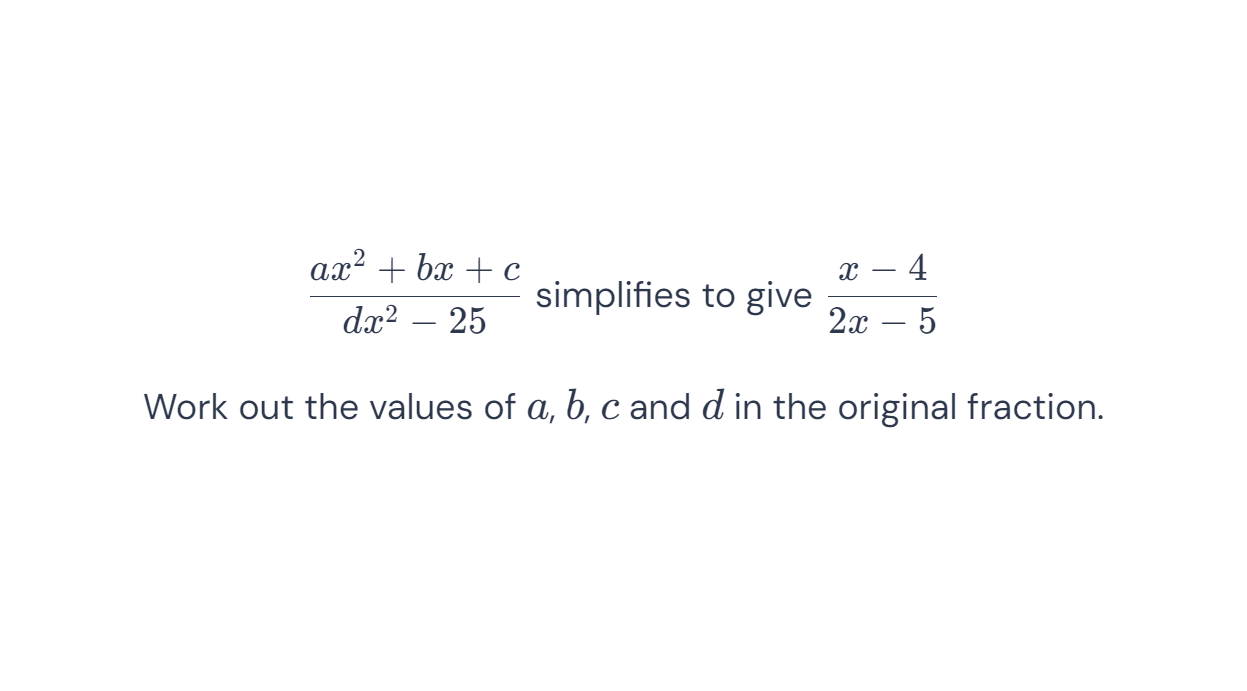 ax² + bx + c / dx² − 25 simplifies to give x − 4 / 2x − 5
Work out the values of a, b, c and d in the original fraction.